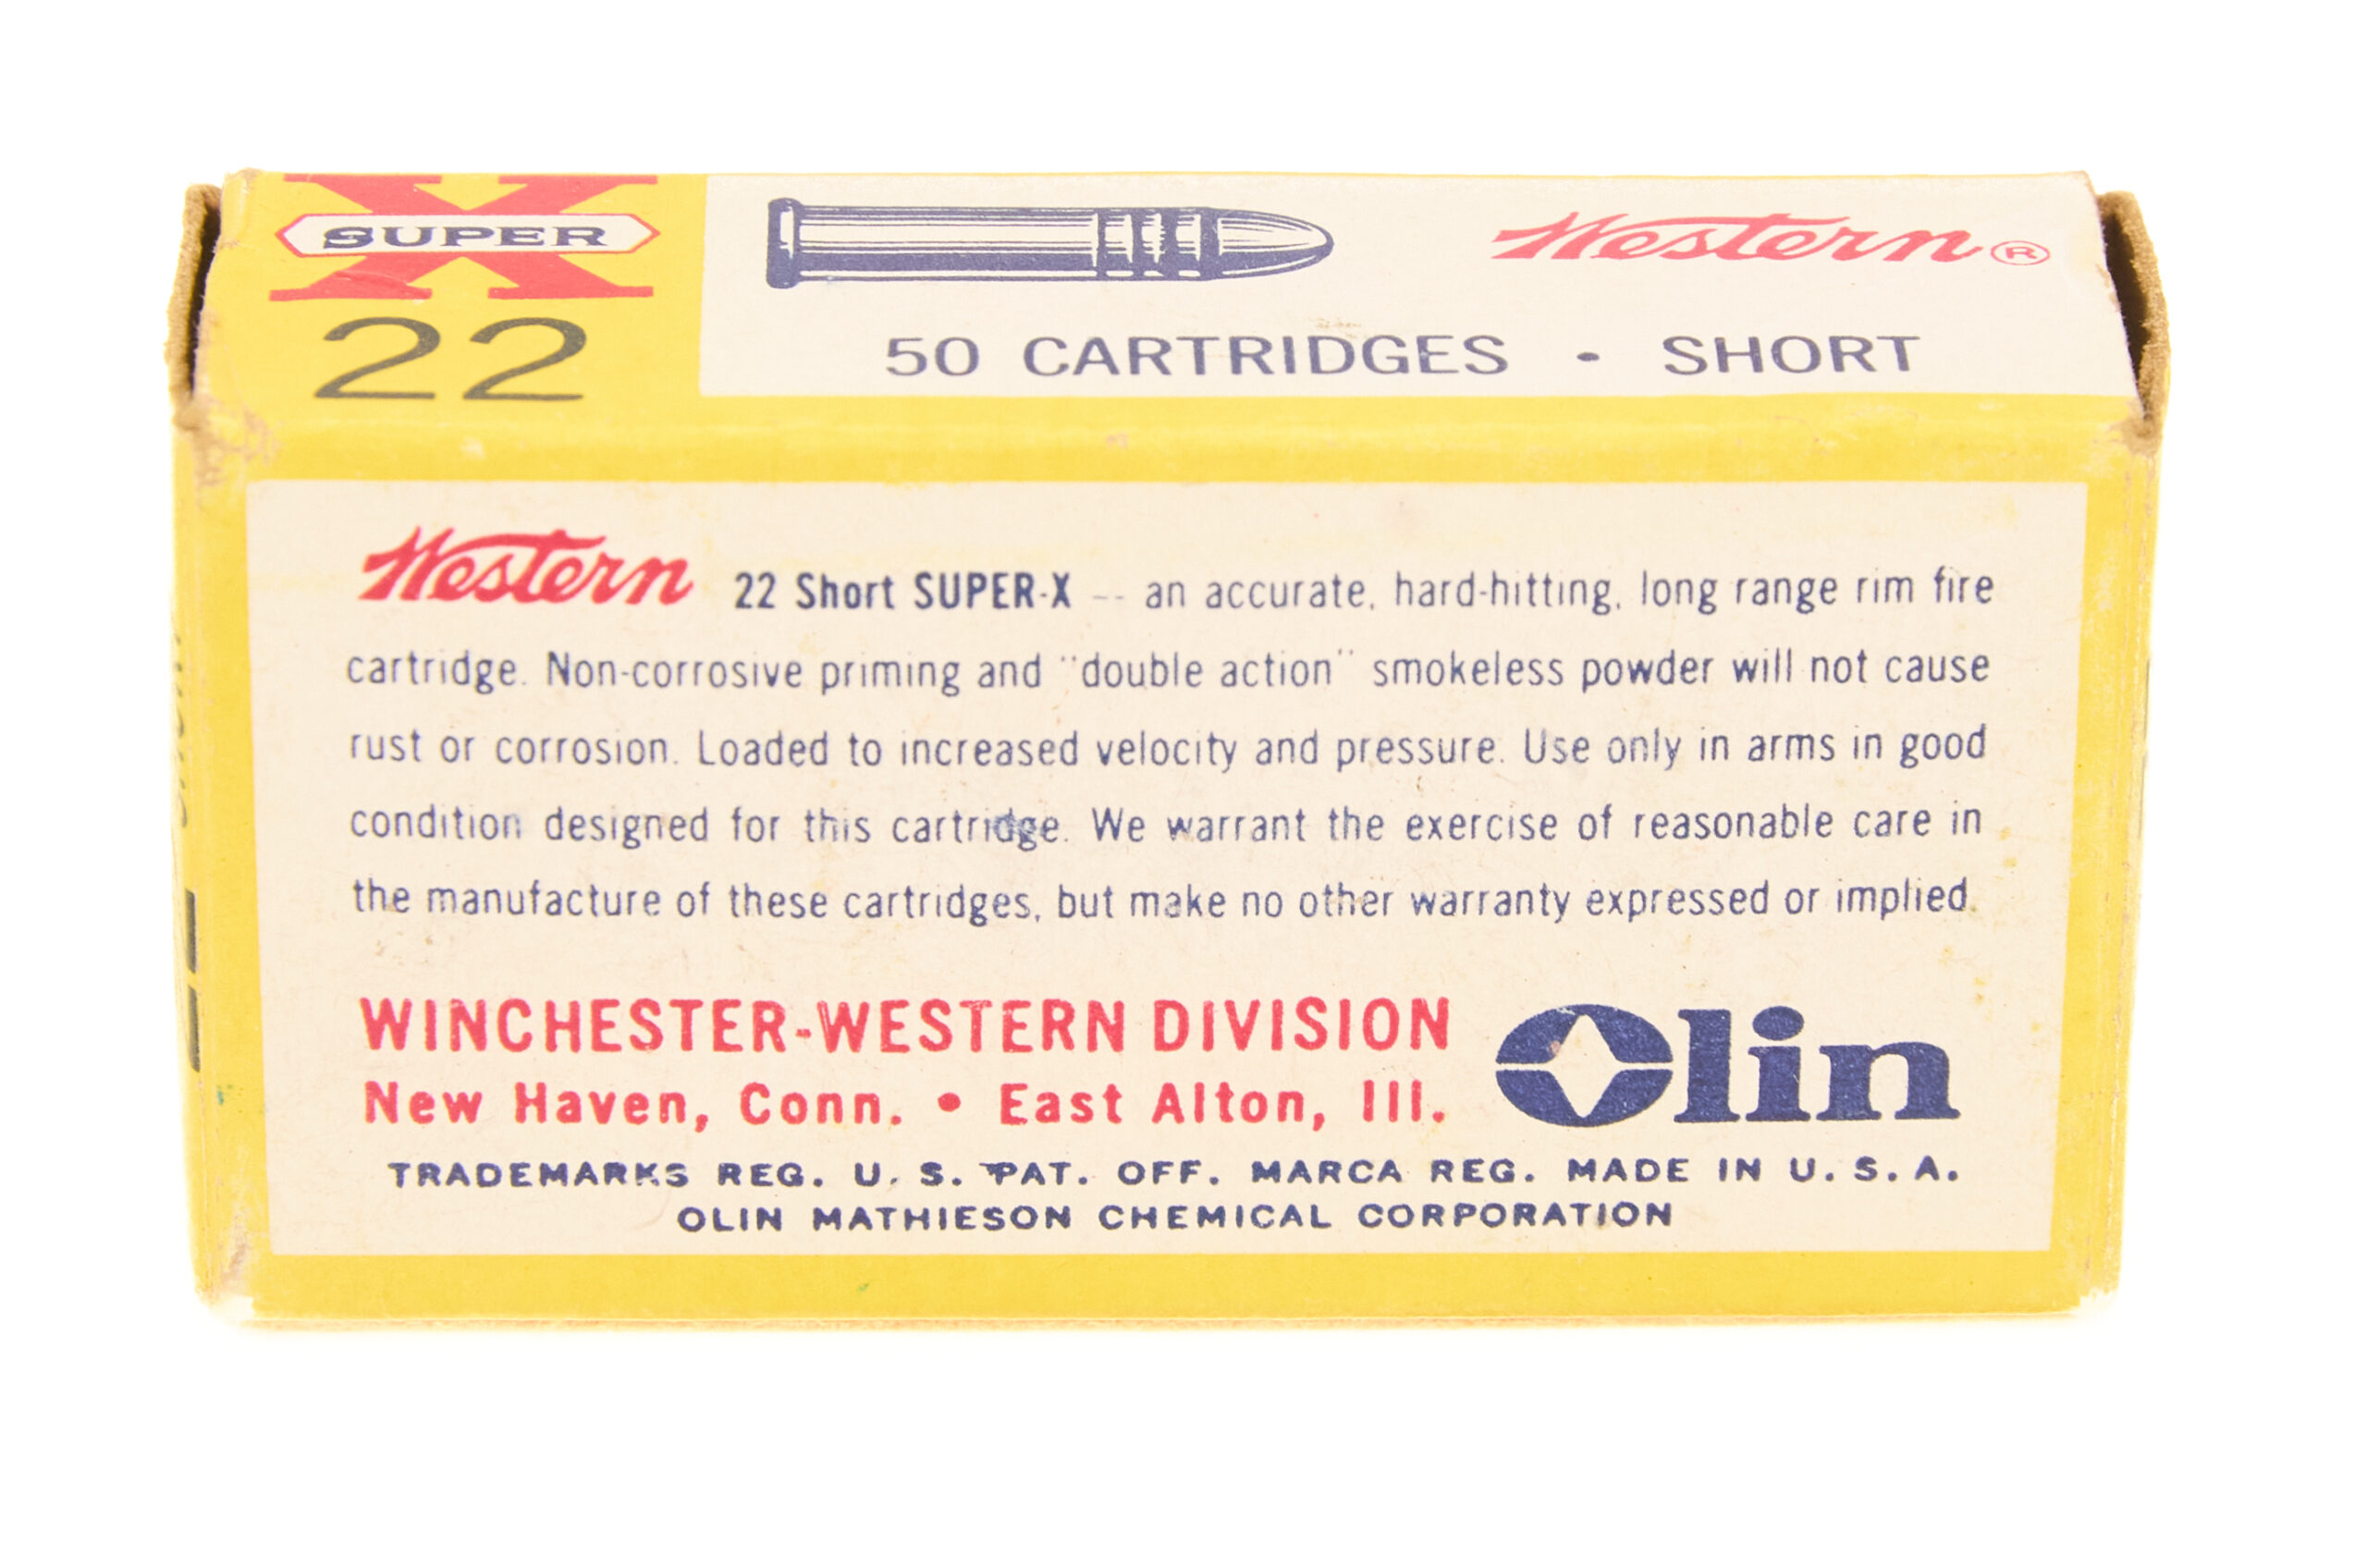 X
SUPER
22
Western®
50 CARTRIDGES • SHORT
Western 22 Short SUPER-X -- an accurate, hard-hitting, long range rim fire
cartridge. Non-corrosive priming and "double action" smokeless powder will not cause
rust or corrosion. Loaded to increased velocity and pressure. Use only in arms in good
condition designed for this cartridge. We warrant the exercise of reasonable care in
the manufacture of these cartridges, but make no other warranty expressed or implied.
WINCHESTER-WESTERN DIVISION
New Haven, Conn. • East Alton, Ill.
Olin
TRADEMARKS REG. U. S. PAT. OFF. MARCA REG. MADE IN U. S. A.
OLIN MATHIESON CHEMICAL CORPORATION